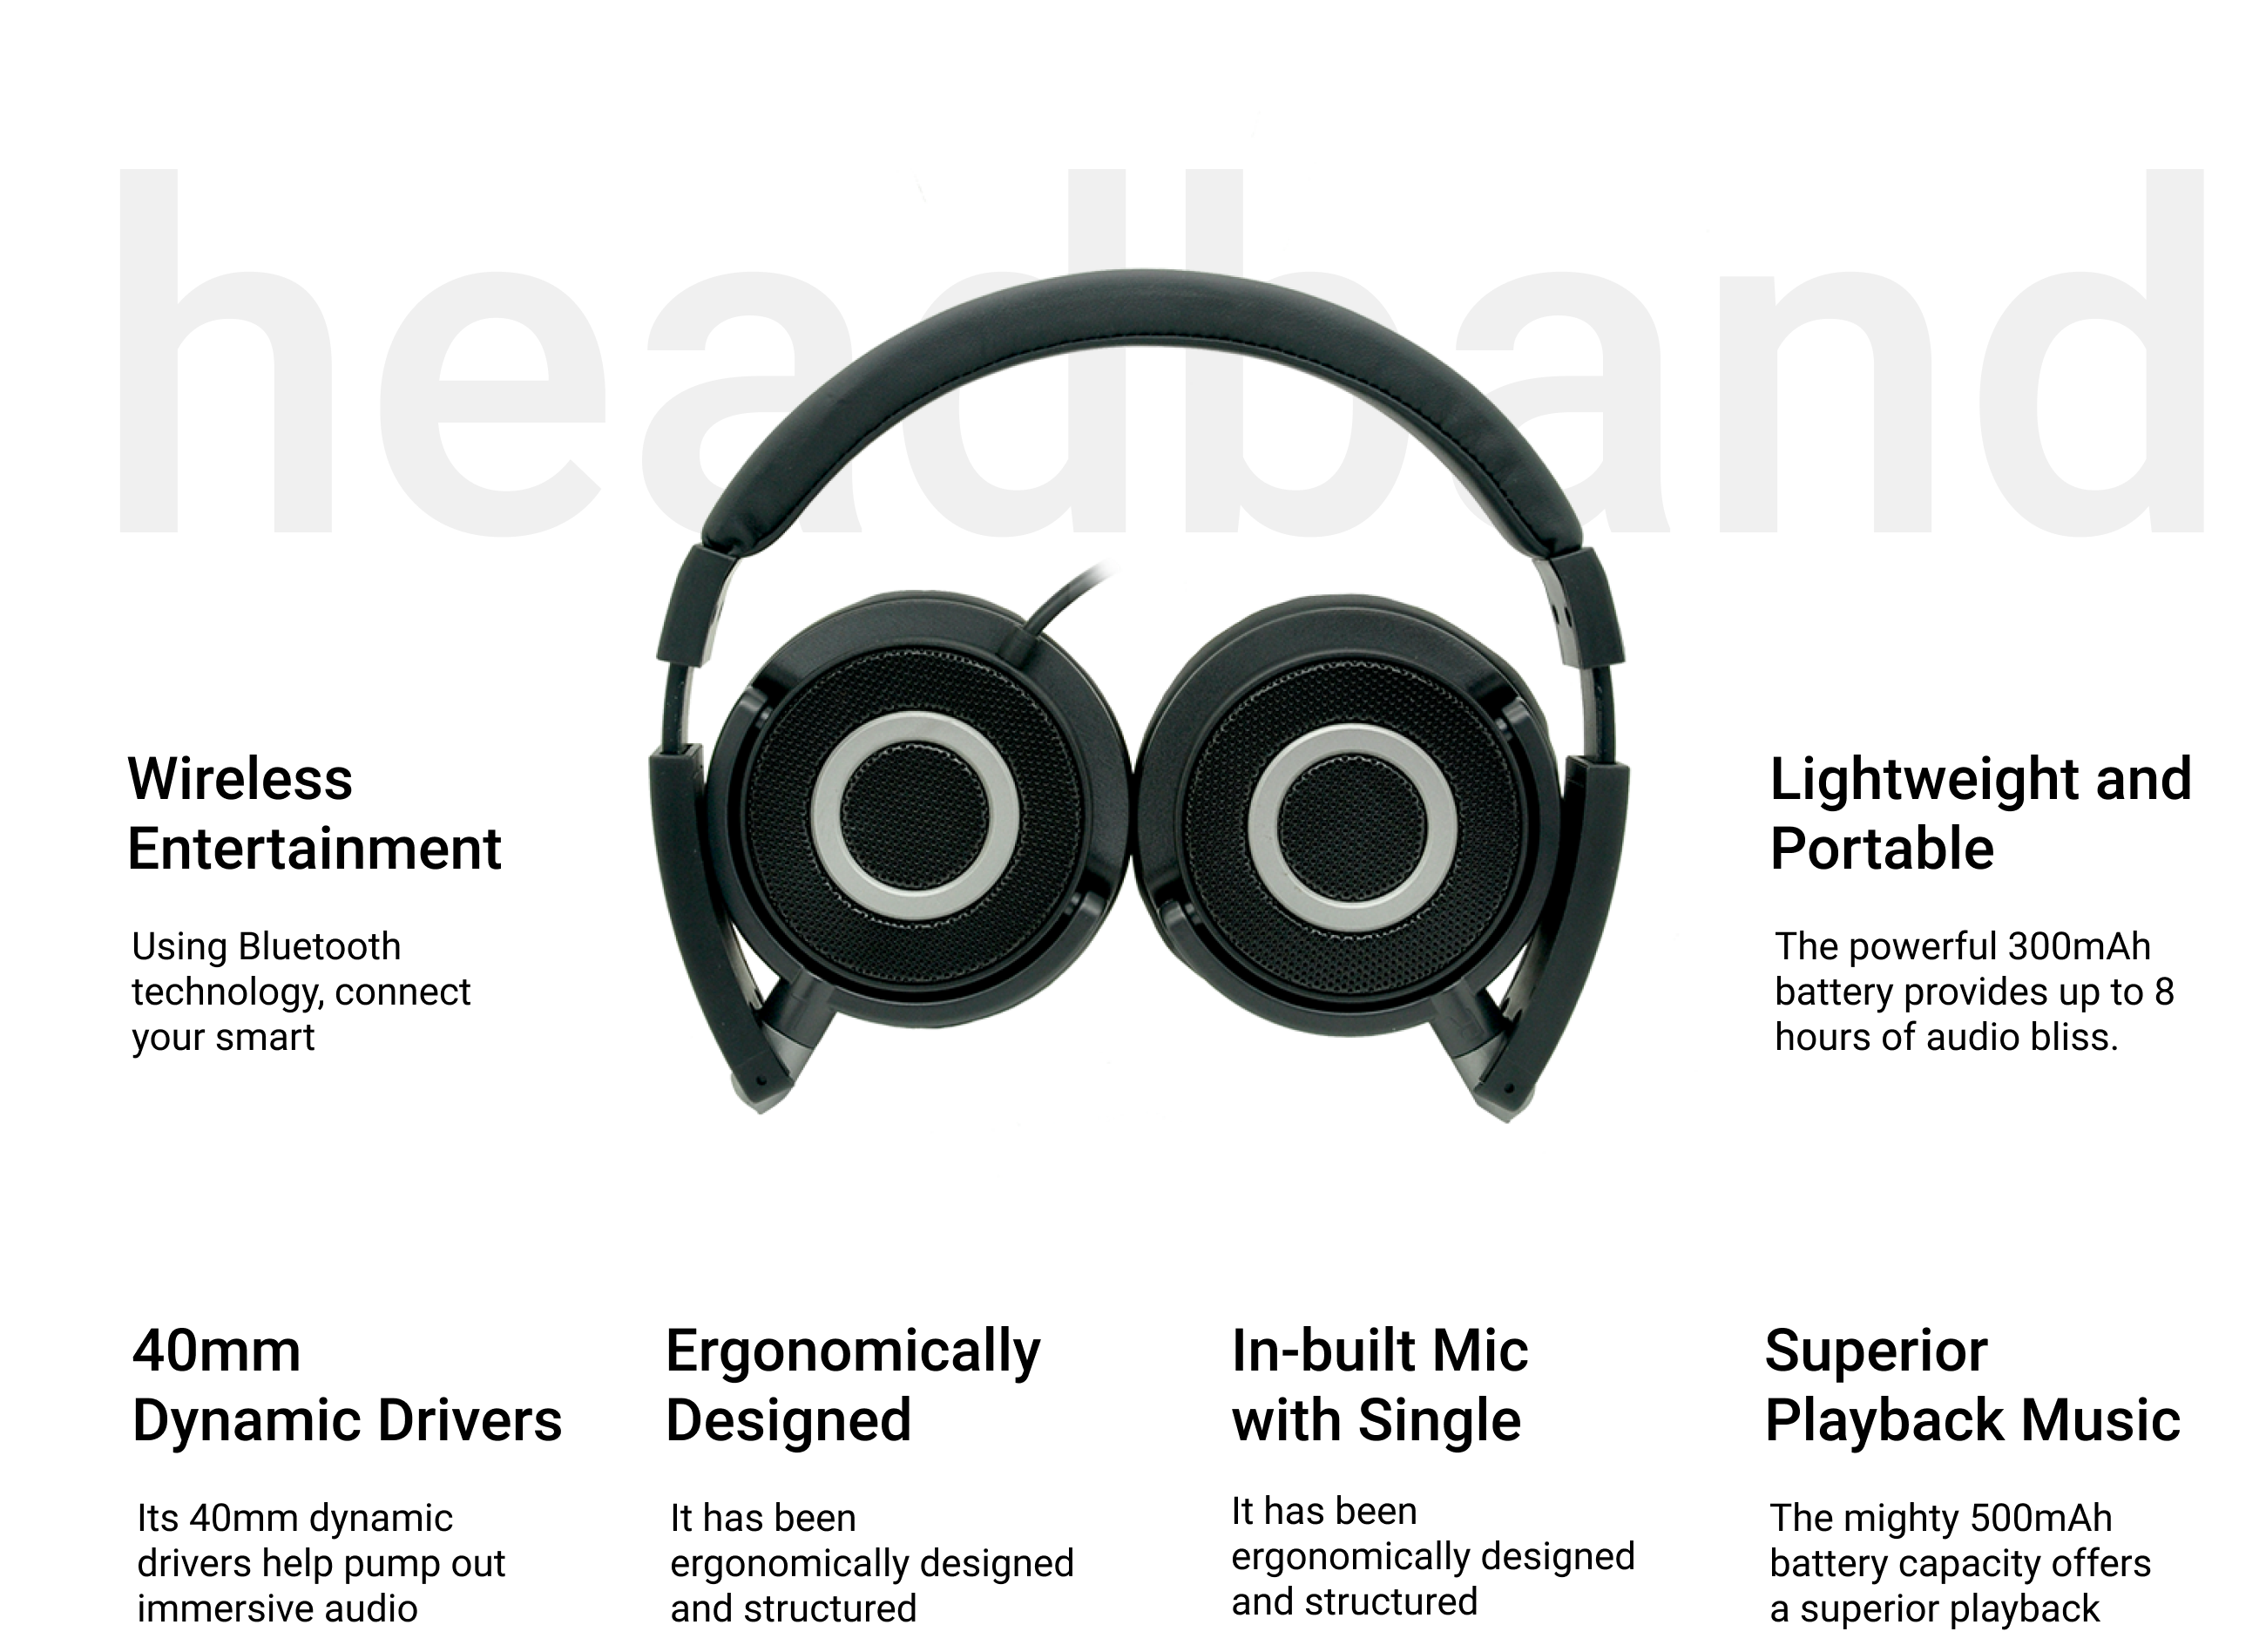 headband
Wireless
Entertainment
Using Bluetooth
technology, connect
your smart
Lightweight and
Portable
The powerful 300mAh
battery provides up to 8
hours of audio bliss.
40mm
Dynamic Drivers
Its 40mm dynamic
drivers help pump out
immersive audio
Ergonomically
Designed
It has been
ergonomically designed
and structured
In-built Mic
with Single
It has been
ergonomically designed
and structured
Superior
Playback Music
The mighty 500mAh
battery capacity offers
a superior playback